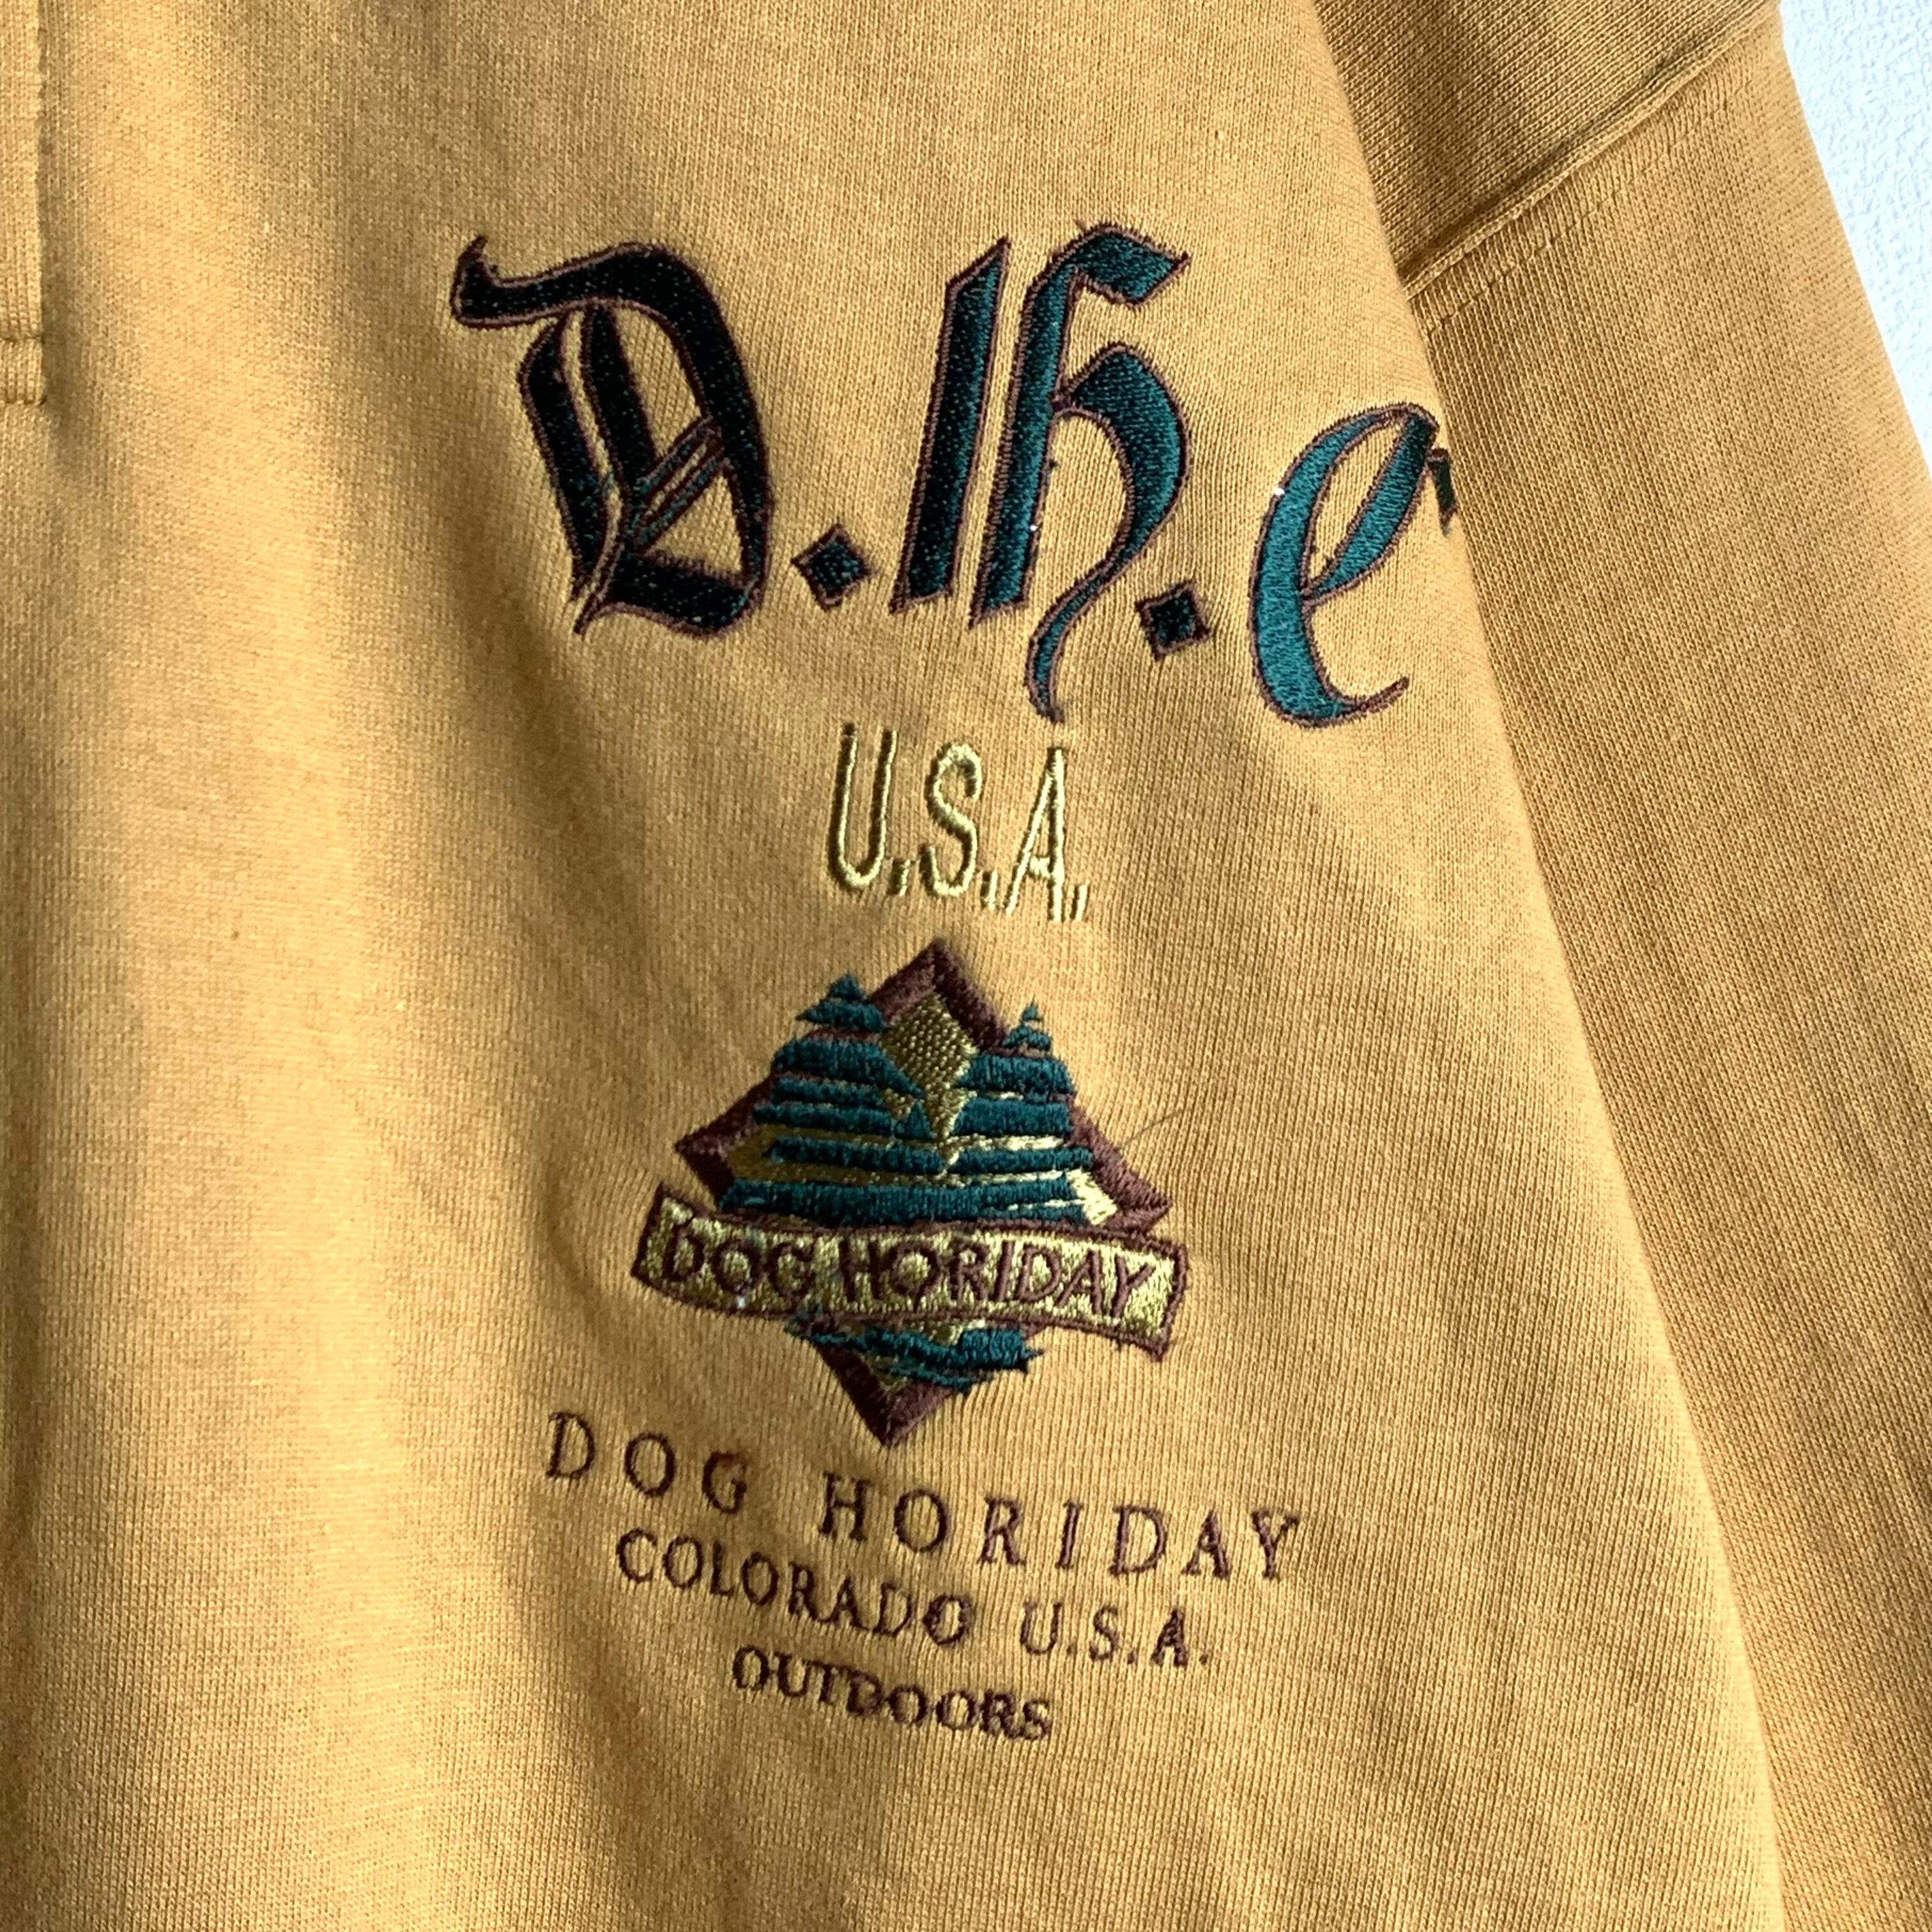 D.H.C
U.S.A.
DOG HORIDAY
DOG HORIDAY
COLORADO U.S.A.
OUTDOORS